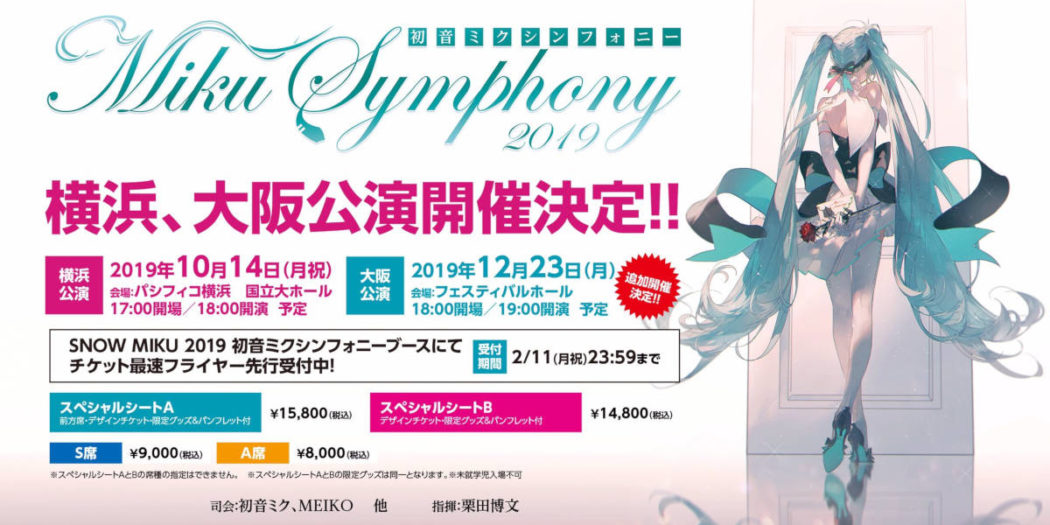 初音ミクシンフォニー
Miku Symphony
2019
横浜、大阪公演開催決定!!
横浜公演
2019年10月14日(月祝)
会場:パシフィコ横浜 国立大ホール
17:00開場/18:00開演 予定
大阪公演
2019年12月23日(月)
会場:フェスティバルホール
18:00開場/19:00開演 予定
追加開催
決定!!
SNOW MIKU 2019 初音ミクシンフォニーブースにて
チケット最速フライヤー先行受付中!
受付期間
2/11(月祝)23:59まで
スペシャルシートA
前方席・デザインチケット・限定グッズ&パンフレット付
¥15,800(税込)
スペシャルシートB
デザインチケット・限定グッズ&パンフレット付
¥14,800(税込)
S席 ¥9,000(税込)
A席 ¥8,000(税込)
※スペシャルシートAとBの席種の指定はできません。 ※スペシャルシートAとBの限定グッズは同一となります。※未就学児入場不可
司会:初音ミク、MEIKO 他 指揮:栗田博文